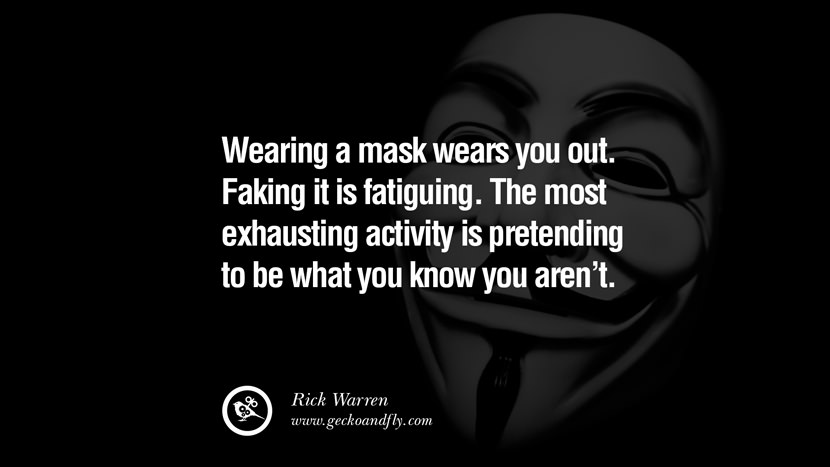 Wearing a mask wears you out.
Faking it is fatiguing. The most
exhausting activity is pretending
to be what you know you aren’t.
Rick Warren
www.geckoandfly.com